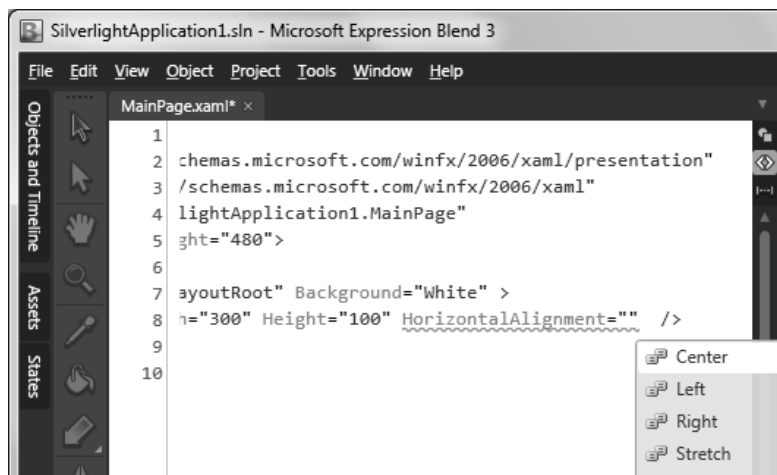 SilverlightApplication1.sln - Microsoft Expression Blend 3
File Edit View Object Project Tools Window Help
Objects and Timeline
Assets
States
MainPage.xaml* ×
1
2 chemas.microsoft.com/winfx/2006/xaml/presentation"
3 /schemas.microsoft.com/winfx/2006/xaml"
4 lightApplication1.MainPage"
5 ght="480">
6
7 ayoutRoot" Background="White" >
8 h="300" Height="100" HorizontalAlignment="" />
9
10
Center
Left
Right
Stretch